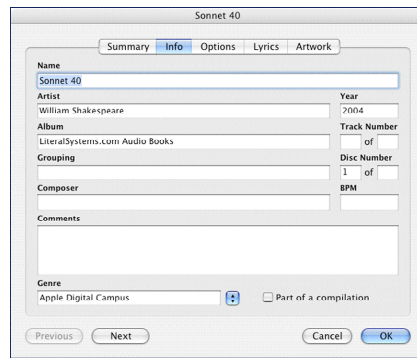 Sonnet 40
Summary Info Options Lyrics Artwork
Name
Sonnet 40
Artist Year
William Shakespeare 2004
Album Track Number
LiteralSystems.com Audio Books of
Grouping Disc Number
1 of
Composer BPM
Comments
Genre
Apple Digital Campus Part of a compilation
Previous Next Cancel OK